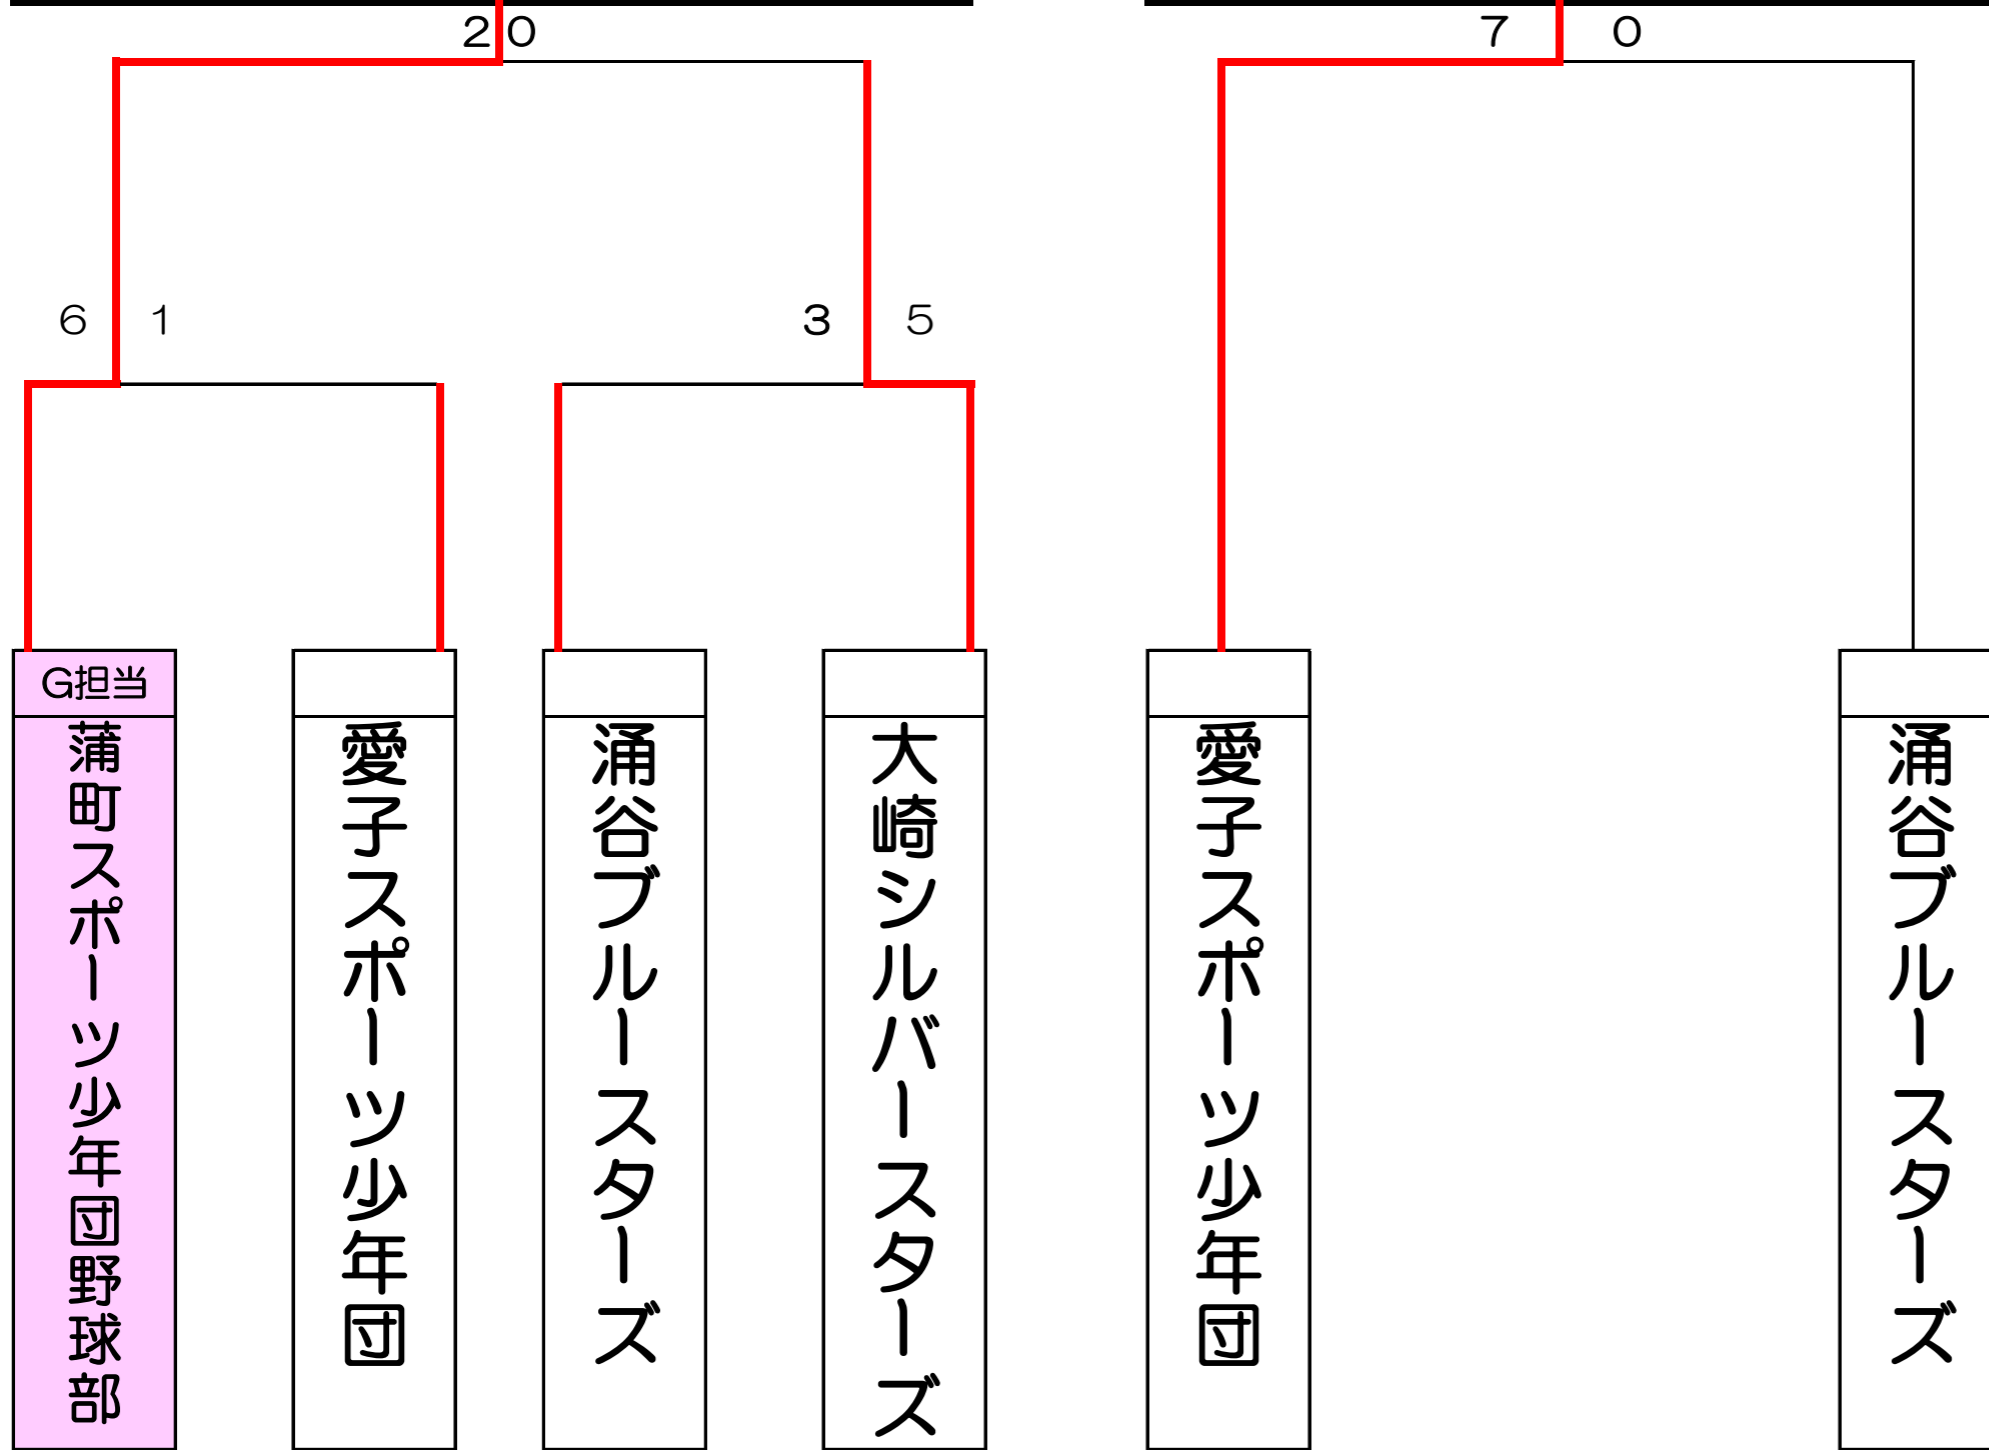 2 0
7 0
6 1
3 5
G担当
蒲町スポーツ少年団野球部
愛子スポーツ少年団
涌谷ブルースターズ
大崎シルバースターズ
愛子スポーツ少年団
涌谷ブルースターズ